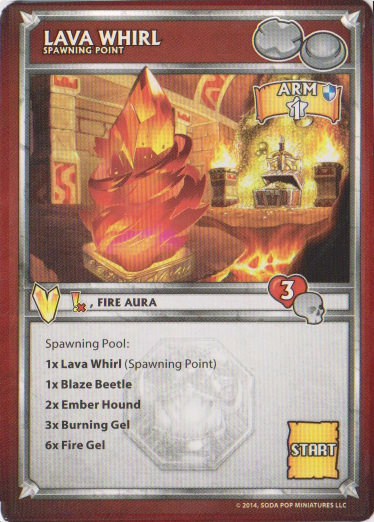 LAVA WHIRL
SPAWNING POINT
ARM
1
, FIRE AURA
3
Spawning Pool:
1x Lava Whirl (Spawning Point)
1x Blaze Beetle
2x Ember Hound
3x Burning Gel
6x Fire Gel
START
© 2014, SODA POP MINIATURES LLC